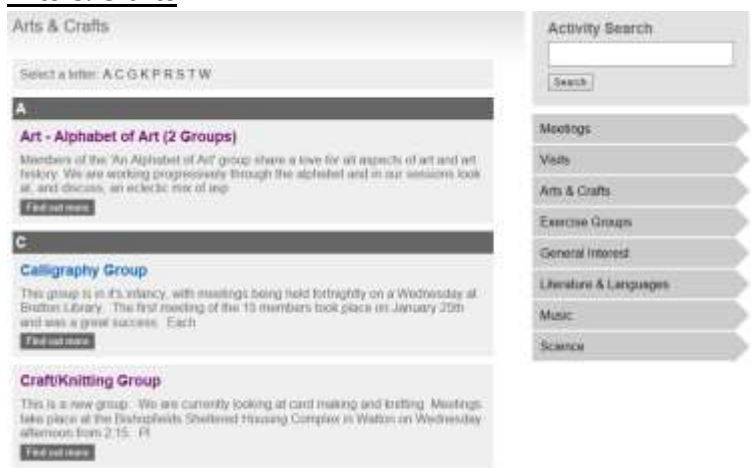 Arts & Crafts
Activity Search
Select a letter: A C G K P R S T W
Search
A
Art - Alphabet of Art (2 Groups)
Members of the 'An Alphabet of Art' group share a love for all aspects of art and art
history. We are working progressively through the alphabet and in our sessions look
at, and discuss, an eclectic mix of asp
Find out more
C
Calligraphy Group
This group is in it's infancy, with meetings being held fortnightly on a Wednesday at
Bretton Library. The first meeting of the 10 members took place on January 25th
and was a great success. Each
Find out more
Craft/Knitting Group
This is a new group. We are currently looking at card making and knitting. Meetings
take place at the Bishopfields Sheltered Housing Complex in Walton on Wednesday
afternoon from 2.15. Pl
Find out more
Meetings
Visits
Arts & Crafts
Exercise Groups
General Interest
Literature & Languages
Music
Science